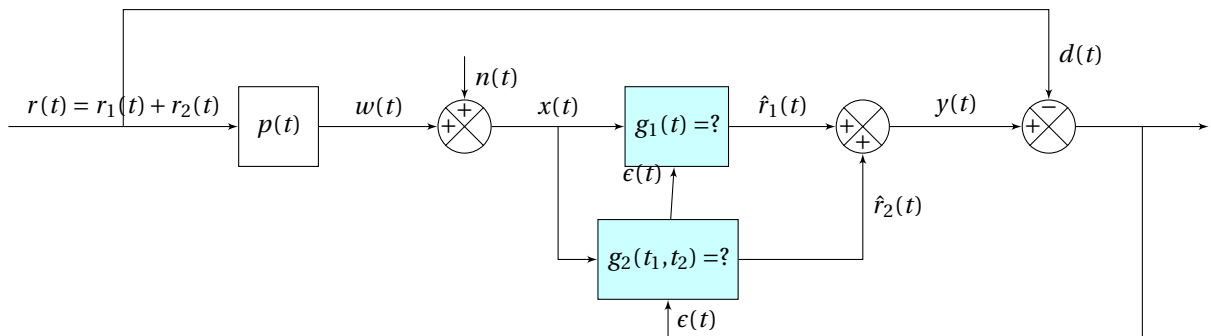 d(t)
n(t)
r(t) = r₁(t) + r₂(t)
p(t)
w(t)
+
+
x(t)
g₁(t) =?
r̂₁(t)
+
+
y(t)
−
+
ϵ(t)
r̂₂(t)
g₂(t₁,t₂) =?
ϵ(t)